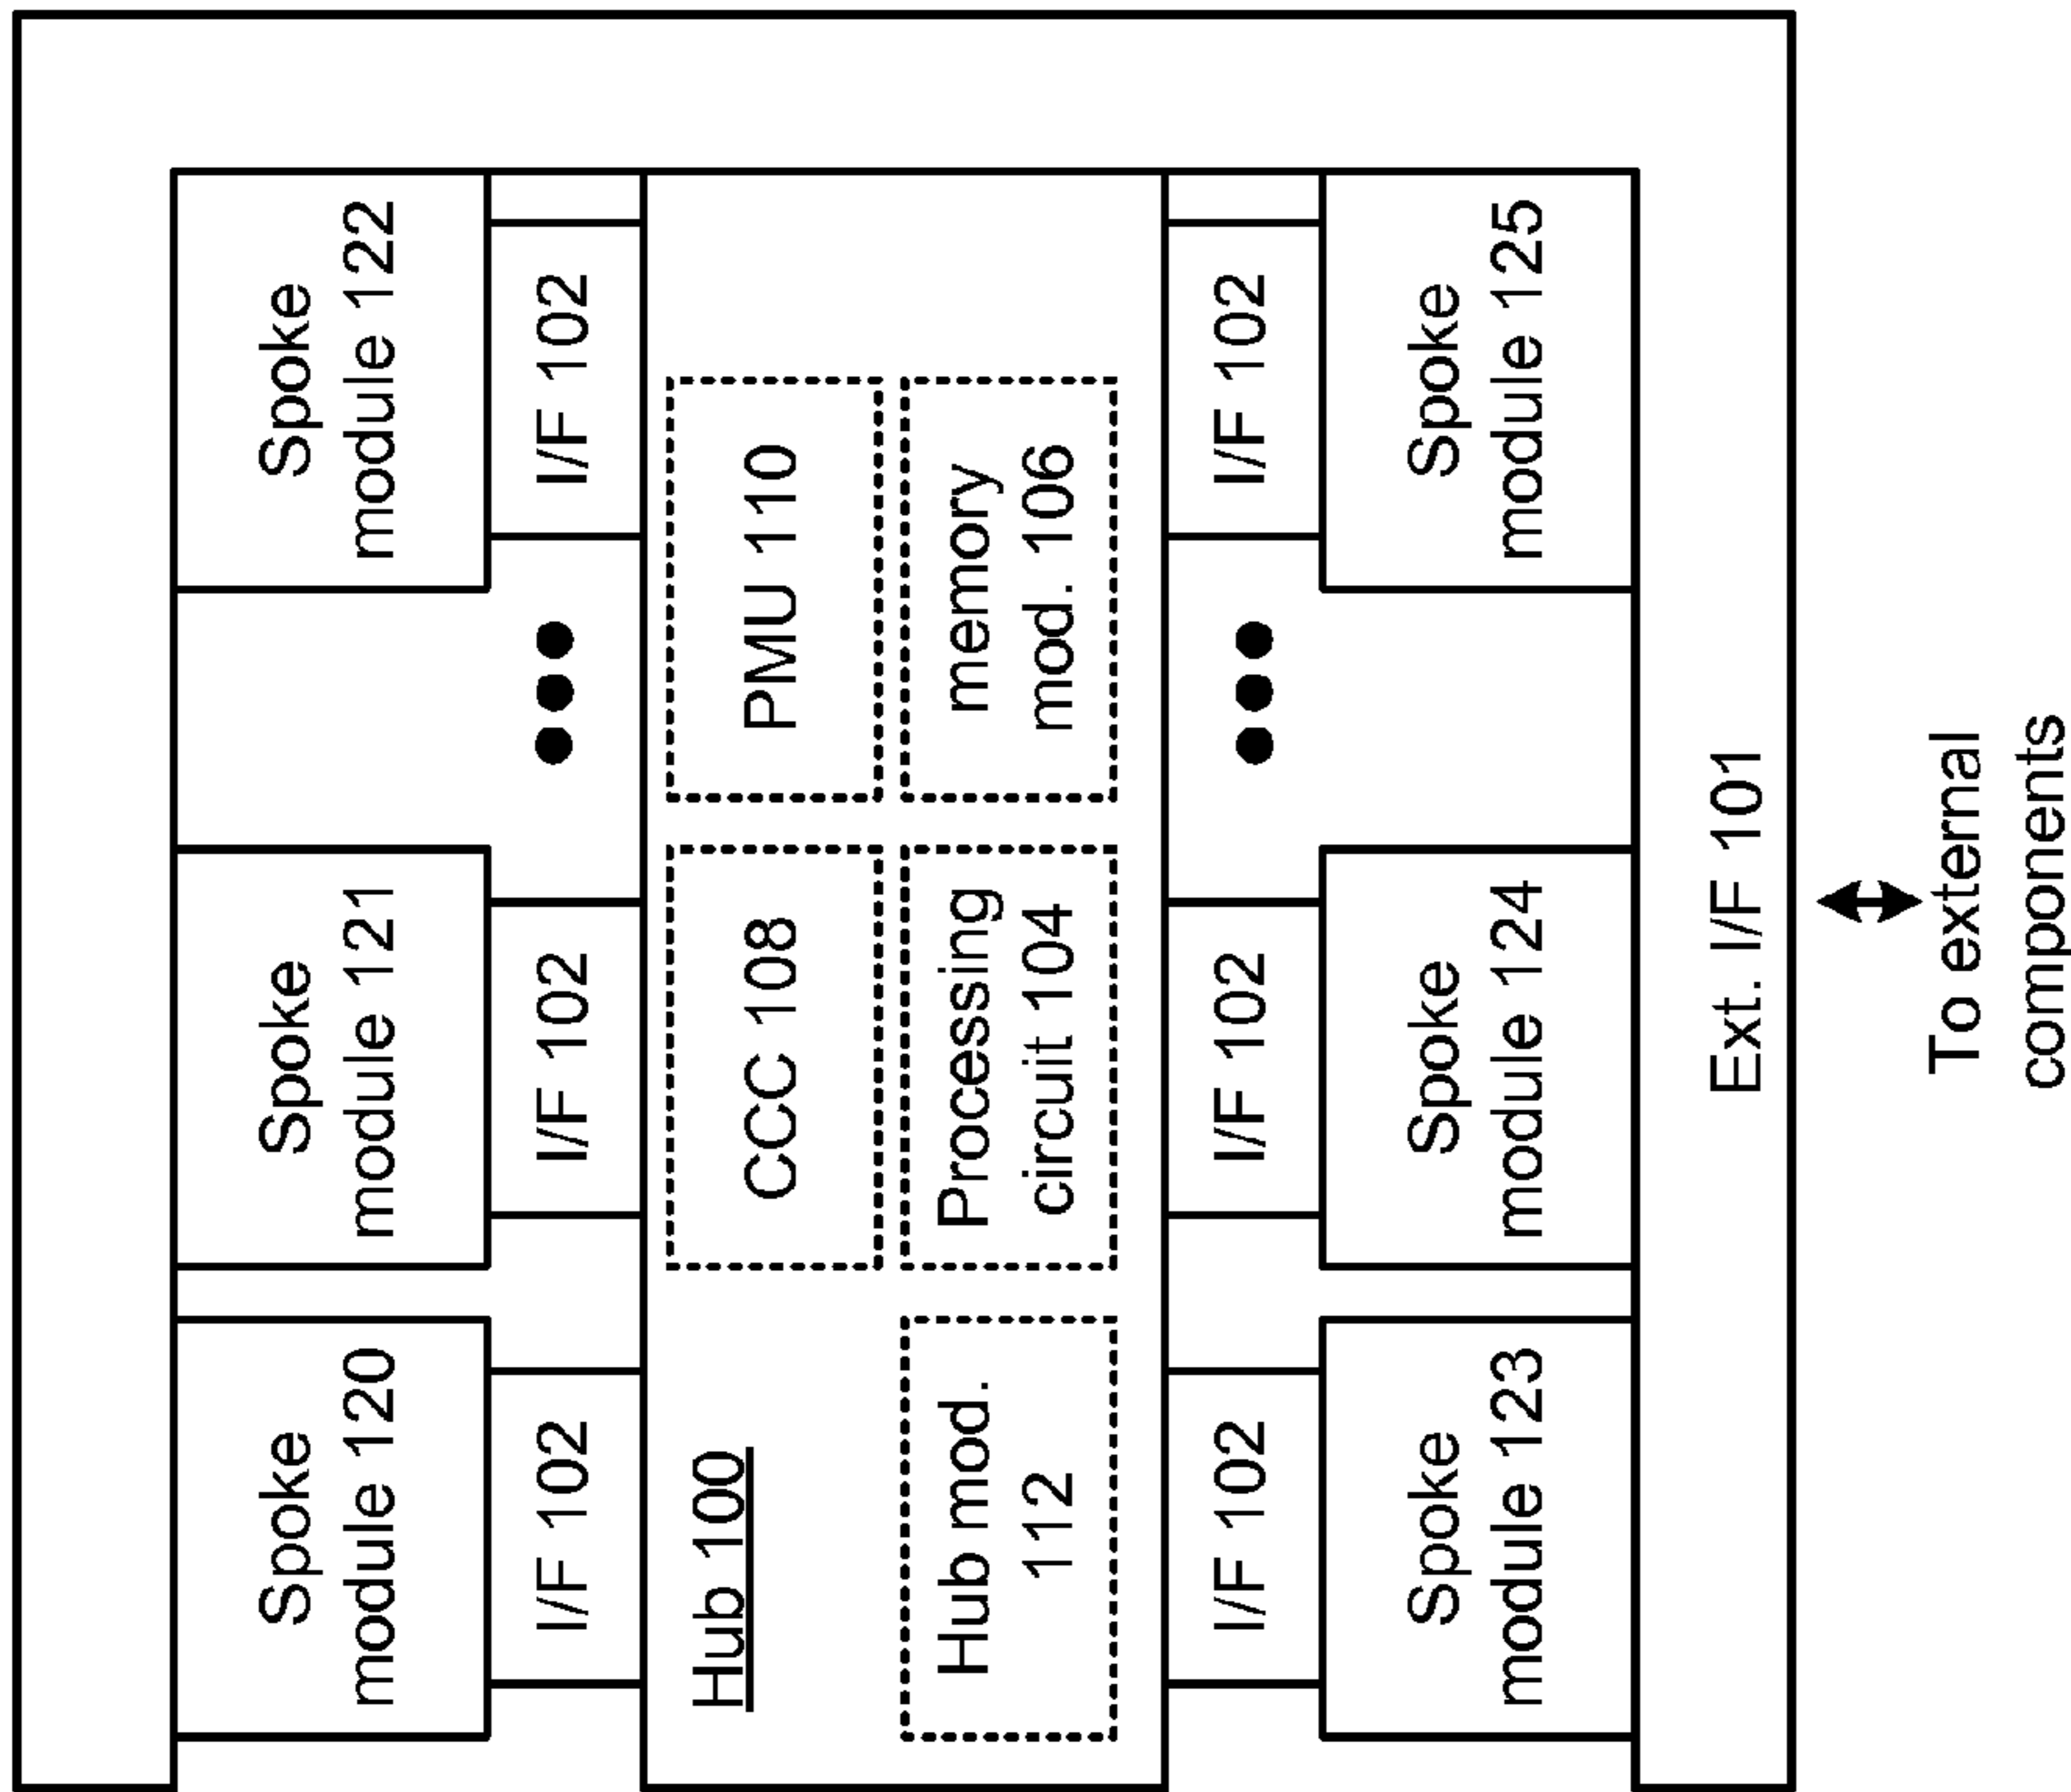 Spoke
module 120
Spoke
module 121
Spoke
module 122
I/F 102
I/F 102
I/F 102
Hub 100
CCC 108
PMU 110
Hub mod.
112
Processing
circuit 104
memory
mod. 106
I/F 102
I/F 102
I/F 102
Spoke
module 123
Spoke
module 124
Spoke
module 125
Ext. I/F 101
To external
components